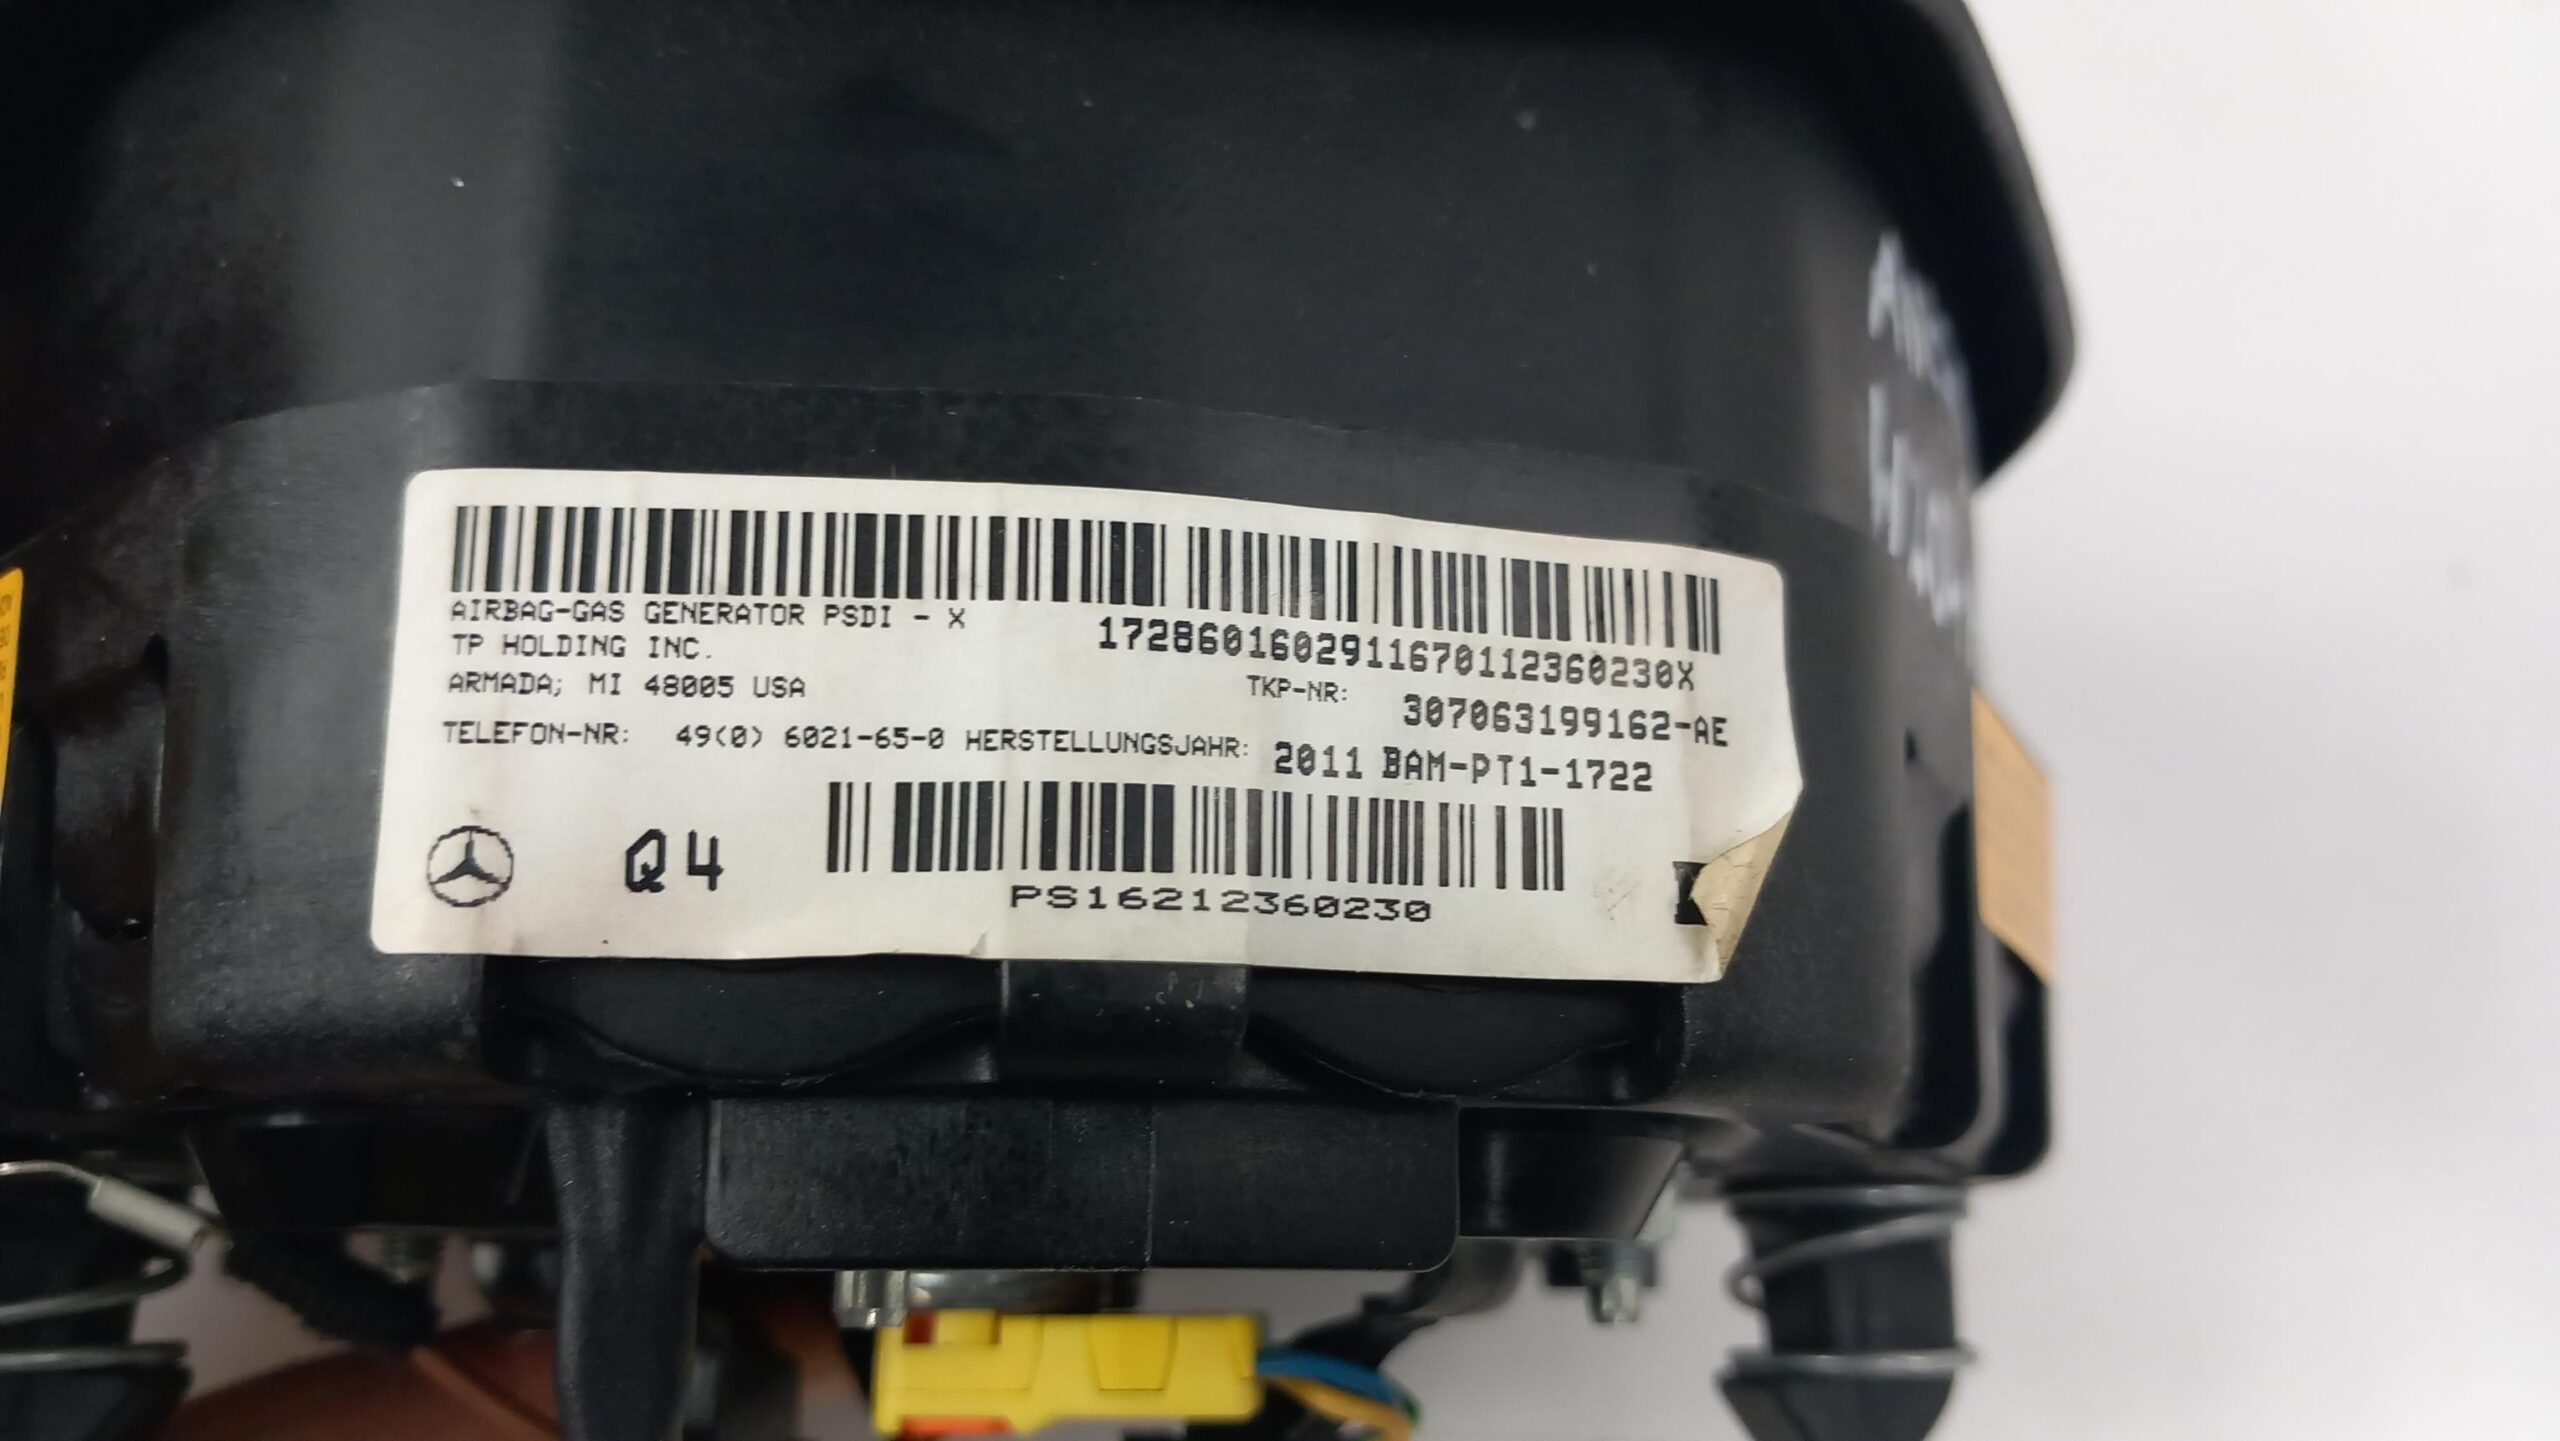 AIRBAG-GAS GENERATOR PSDI - X
TP HOLDING INC.
1728601602911670112360230X
ARMADA; MI 48005 USA
TKP-NR:
307063199162-AE
TELEFON-NR: 49(0) 6021-65-0 HERSTELLUNGSJAHR: 2011 BAM-PT1-1722
Q4
PS16212360230